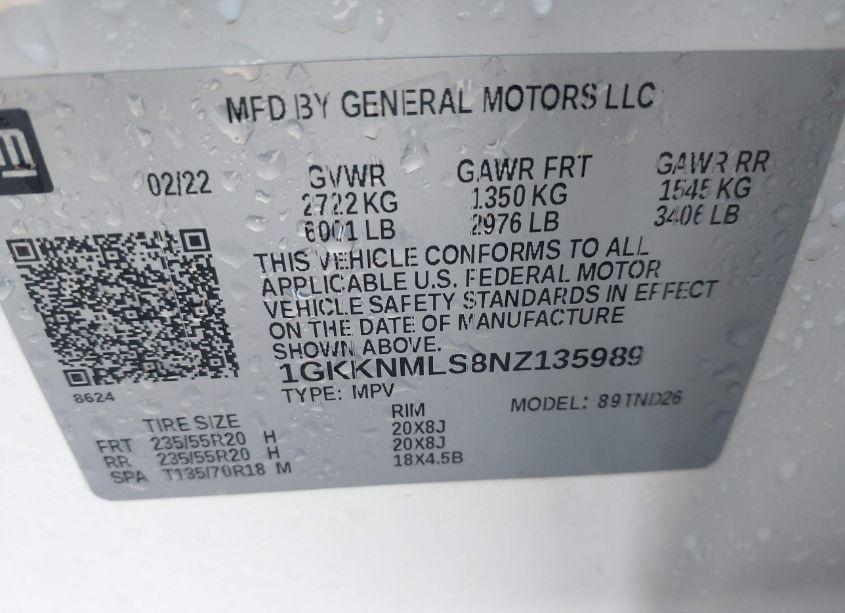 MFD BY GENERAL MOTORS LLC
gm
02/22 GVWR GAWR FRT GAWR RR
2722 KG 1350 KG 1545 KG
6001 LB 2976 LB 3406 LB
THIS VEHICLE CONFORMS TO ALL
APPLICABLE U.S. FEDERAL MOTOR
VEHICLE SAFETY STANDARDS IN EFFECT
ON THE DATE OF MANUFACTURE
SHOWN ABOVE.
1GKKNMLS8NZ135989
8624
TYPE: MPV MODEL: 891ND26
TIRE SIZE RIM
FRT 235/55R20 H 20X8J
RR 235/55R20 H 20X8J
SPA T135/70R18 M 18X4.5B